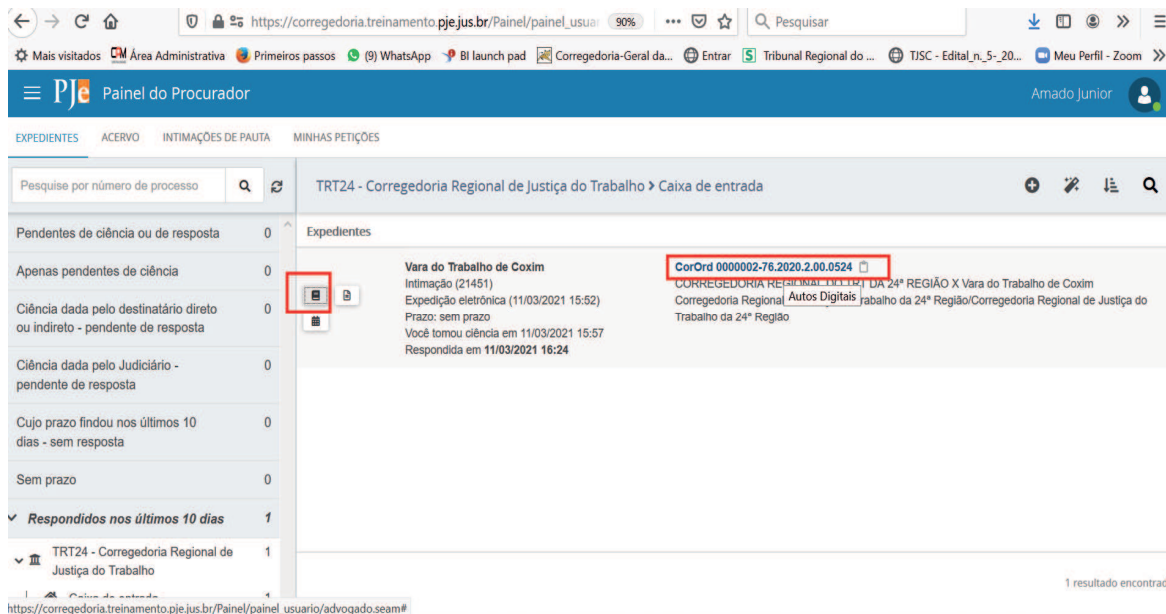 https://corregedoria.treinamento.pje.jus.br/Painel/painel_usuai 90% ••• Pesquisar
Mais visitados Área Administrativa Primeiros passos (9) WhatsApp BI launch pad Corregedoria-Geral da... Entrar Tribunal Regional do ... TJSC - Edital_n._5-_20... Meu Perfil - Zoom
PJe Painel do Procurador Amado Junior
EXPEDIENTES ACERVO INTIMAÇÕES DE PAUTA MINHAS PETIÇÕES
Pesquise por número de processo
TRT24 - Corregedoria Regional de Justiça do Trabalho > Caixa de entrada
Pendentes de ciência ou de resposta 0
Apenas pendentes de ciência 0
Ciência dada pelo destinatário direto
ou indireto - pendente de resposta 0
Ciência dada pelo Judiciário -
pendente de resposta 0
Cujo prazo findou nos últimos 10
dias - sem resposta 0
Sem prazo 0
Respondidos nos últimos 10 dias 1
TRT24 - Corregedoria Regional de
Justiça do Trabalho 1
Caixa de entrada 1
Expedientes
Vara do Trabalho de Coxim
Intimação (21451)
Expedição eletrônica (11/03/2021 15:52)
Prazo: sem prazo
Você tomou ciência em 11/03/2021 15:57
Respondida em 11/03/2021 16:24
CorOrd 0000002-76.2020.2.00.0524
CORREGEDORIA REGIONAL DO TRT DA 24ª REGIÃO X Vara do Trabalho de Coxim
Corregedoria Regional Trabalho da 24ª Região/Corregedoria Regional de Justiça do
Trabalho da 24ª Região
Autos Digitais
1 resultado encontrad
https://corregedoria.treinamento.pje.jus.br/Painel/painel_usuario/advogado.seam#